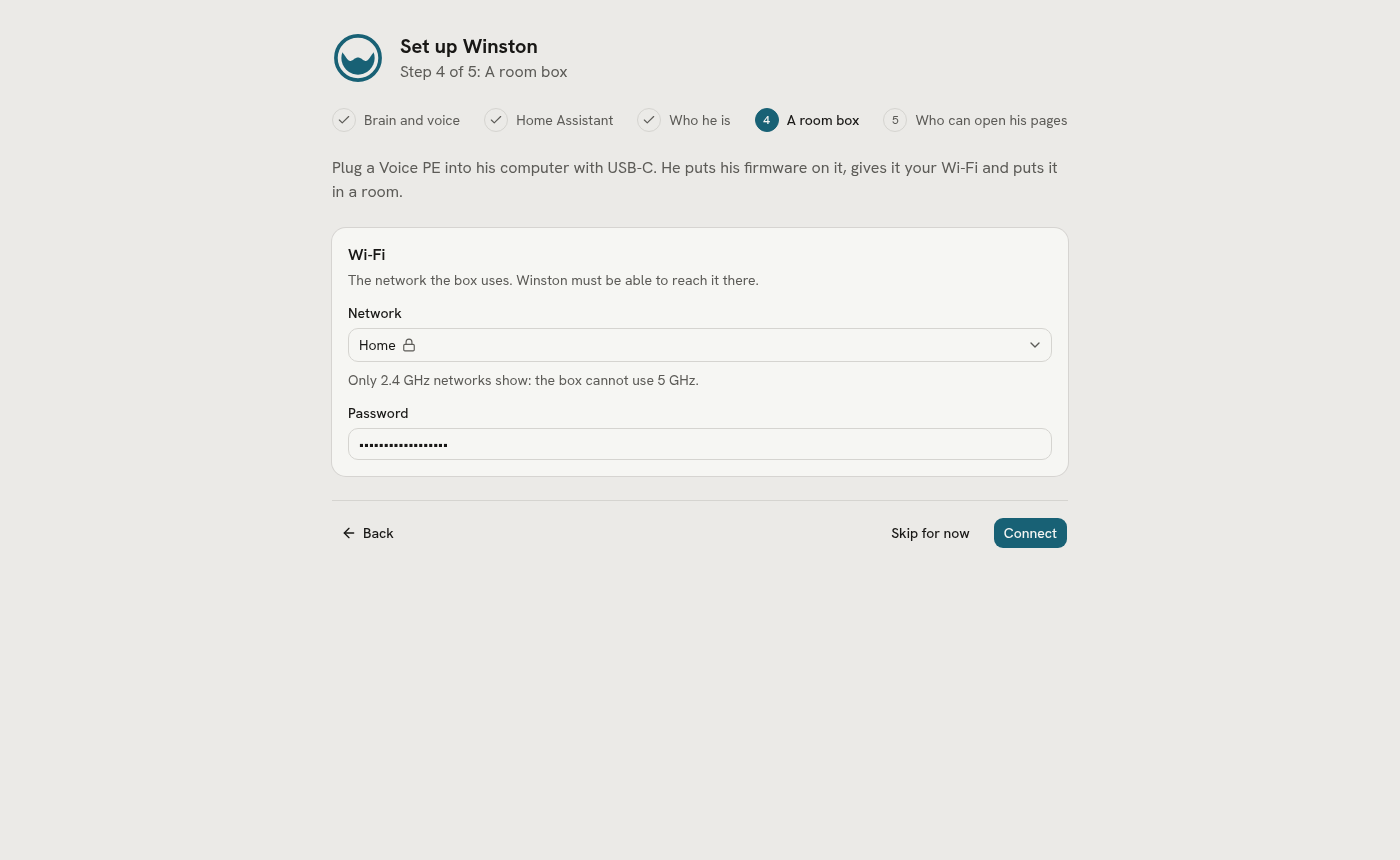 Set up Winston
Step 4 of 5: A room box
Brain and voice
Home Assistant
Who he is
4 A room box
5 Who can open his pages
Plug a Voice PE into his computer with USB-C. He puts his firmware on it, gives it your Wi-Fi and puts it
in a room.
Wi-Fi
The network the box uses. Winston must be able to reach it there.
Network
Home
Only 2.4 GHz networks show: the box cannot use 5 GHz.
Password
••••••••••••••••••
Back
Skip for now
Connect